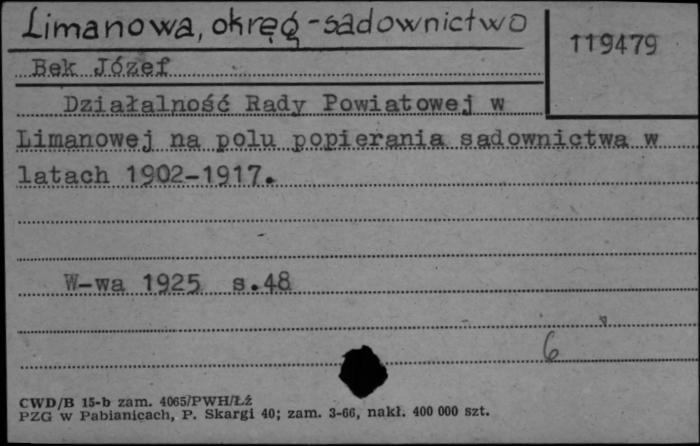 Limanowa, okręg - sadownictwo
119479
Bek Józef
Działalność Rady Powiatowej w
Limanowej na polu popierania sadownictwa w
latach 1902-1917.
W-wa 1925 s.48
6
CWD/B 15-b zam. 4065/PWH/Łź
PZG w Pabianicach, P. Skargi 40; zam. 3-66, nakł. 400 000 szt.